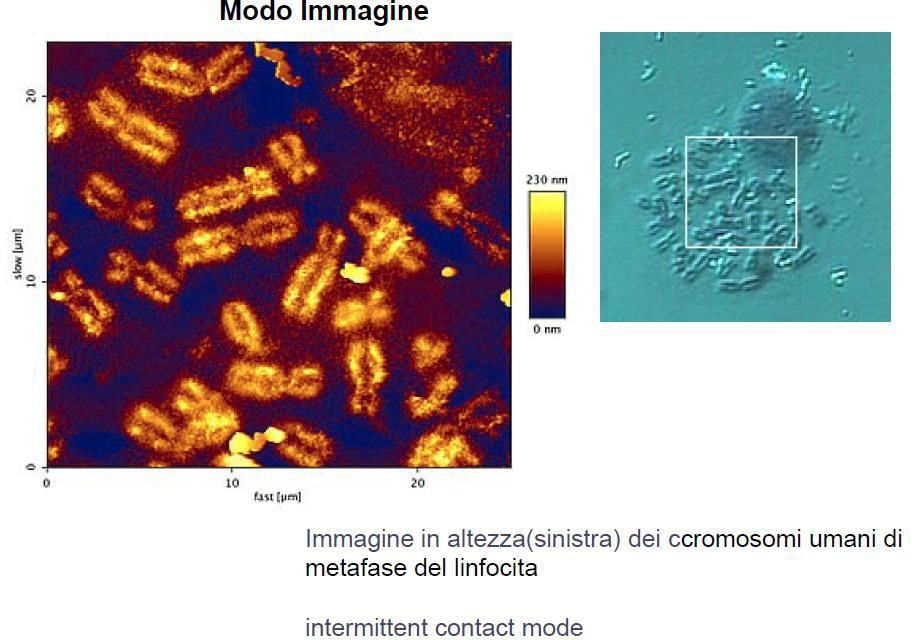 Modo Immagine
20
10
0
slow [µm]
0
10
20
fast [µm]
230 nm
0 nm
Immagine in altezza(sinistra) dei ccromosomi umani di
metafase del linfocita
intermittent contact mode